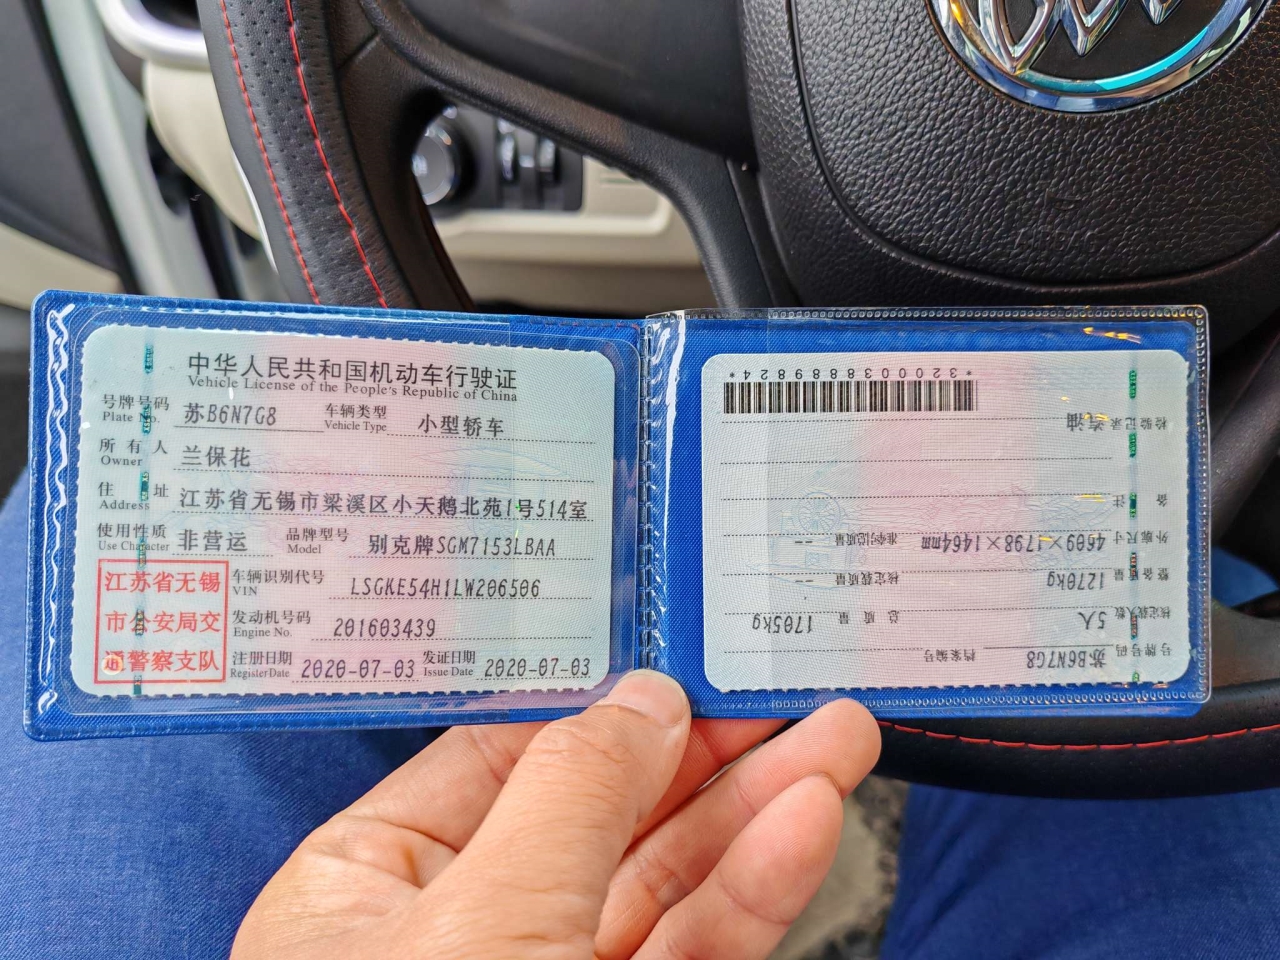 中华人民共和国机动车行驶证
Vehicle License of the People's Republic of China
号牌号码 苏B6N7G8 车辆类型 小型轿车
Plate No. Vehicle Type
所有人 兰保花
Owner
住址 江苏省无锡市梁溪区小天鹅北苑1号514室
Address
使用性质 非营运 品牌型号 别克牌SGM7153LBAA
Use Character Model
江苏省无锡市公安局交通警察支队
车辆识别代号 LSGKE54H1LW206506
VIN
发动机号码 201603439
Engine No.
注册日期 2020-07-03 发证日期 2020-07-03
Register Date Issue Date
号牌号码 苏B6N7G8 档案编号
核定载人数 5人 总质量 1705kg
整备质量 1270kg 核定载质量 --
外廓尺寸 4609×1798×1464mm 准牵引总质量 --
备注
检验记录 汽油
*3200038898824*